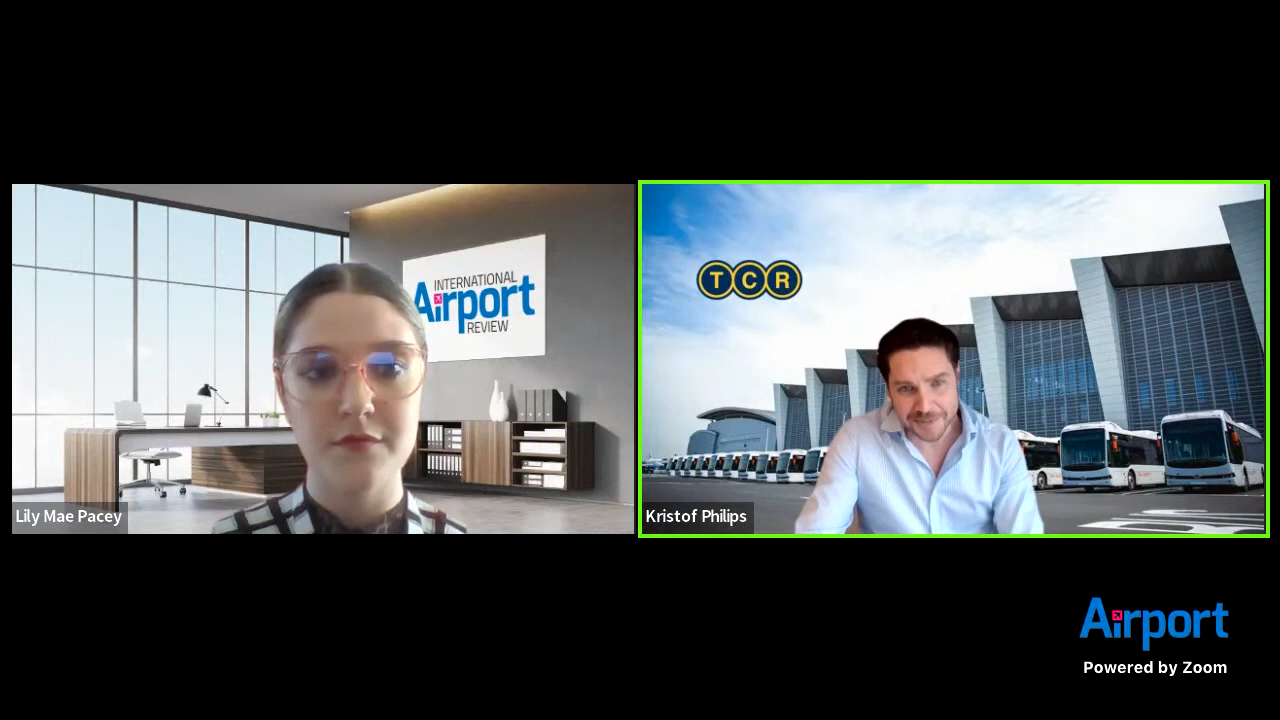 INTERNATIONAL
Airport
REVIEW
TCR
Lily Mae Pacey
Kristof Philips
Airport
Powered by Zoom